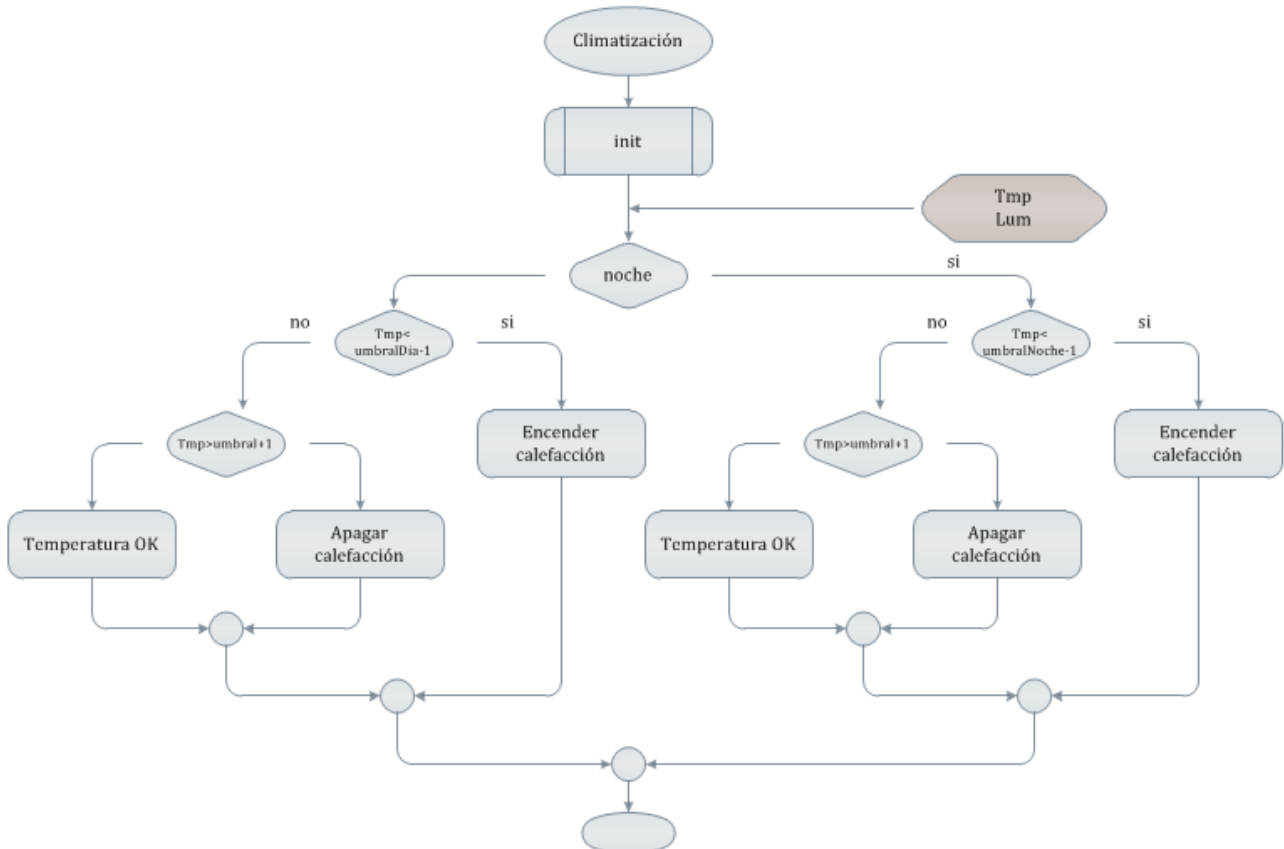 Climatización
init
Tmp
Lum
noche
si
no
Tmp<
umbralDia-1
si
no
Tmp<
umbralNoche-1
si
Tmp>umbral+1
Encender
calefacción
Tmp>umbral+1
Encender
calefacción
Temperatura OK
Apagar
calefacción
Temperatura OK
Apagar
calefacción